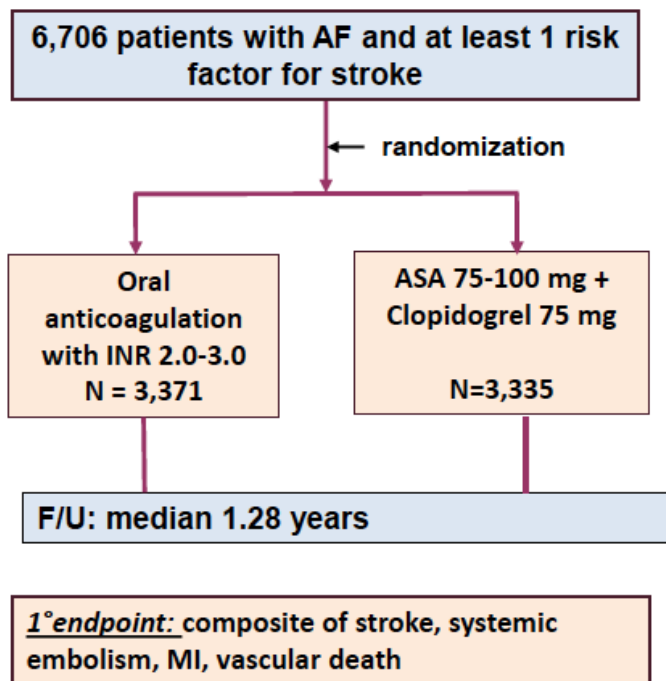 6,706 patients with AF and at least 1 risk
factor for stroke
randomization
Oral
anticoagulation
with INR 2.0-3.0
N = 3,371
ASA 75-100 mg +
Clopidogrel 75 mg
N=3,335
F/U: median 1.28 years
1°endpoint: composite of stroke, systemic
embolism, MI, vascular death